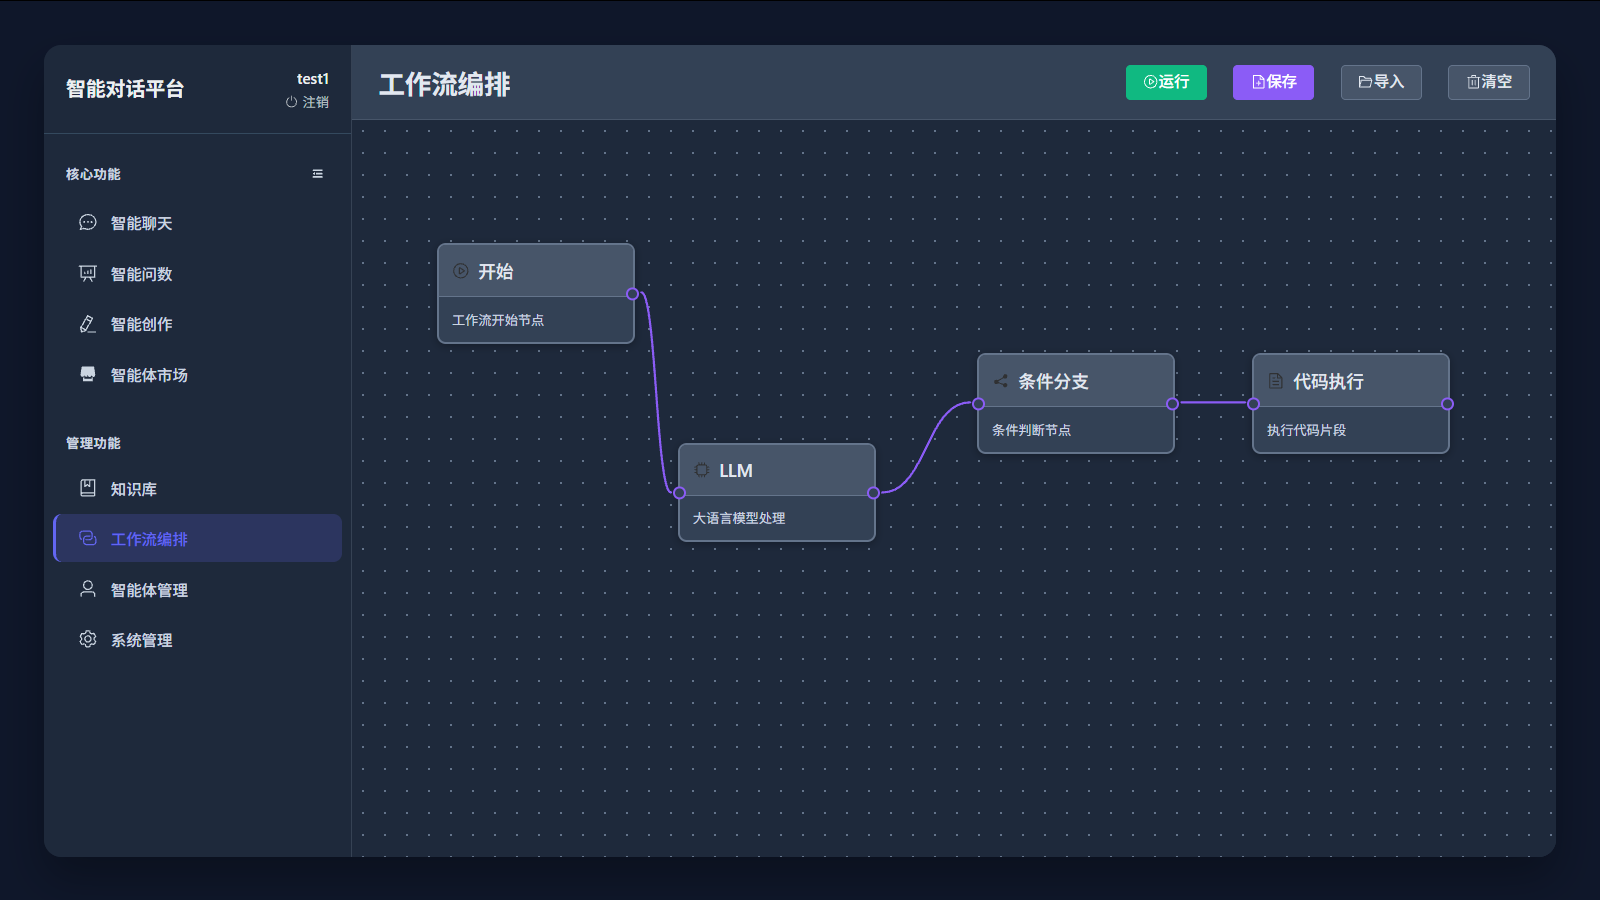 智能对话平台
test1
注销
核心功能
智能聊天
智能问数
智能创作
智能体市场
管理功能
知识库
工作流编排
智能体管理
系统管理
工作流编排
运行
保存
导入
清空
开始
工作流开始节点
LLM
大语言模型处理
条件分支
条件判断节点
代码执行
执行代码片段